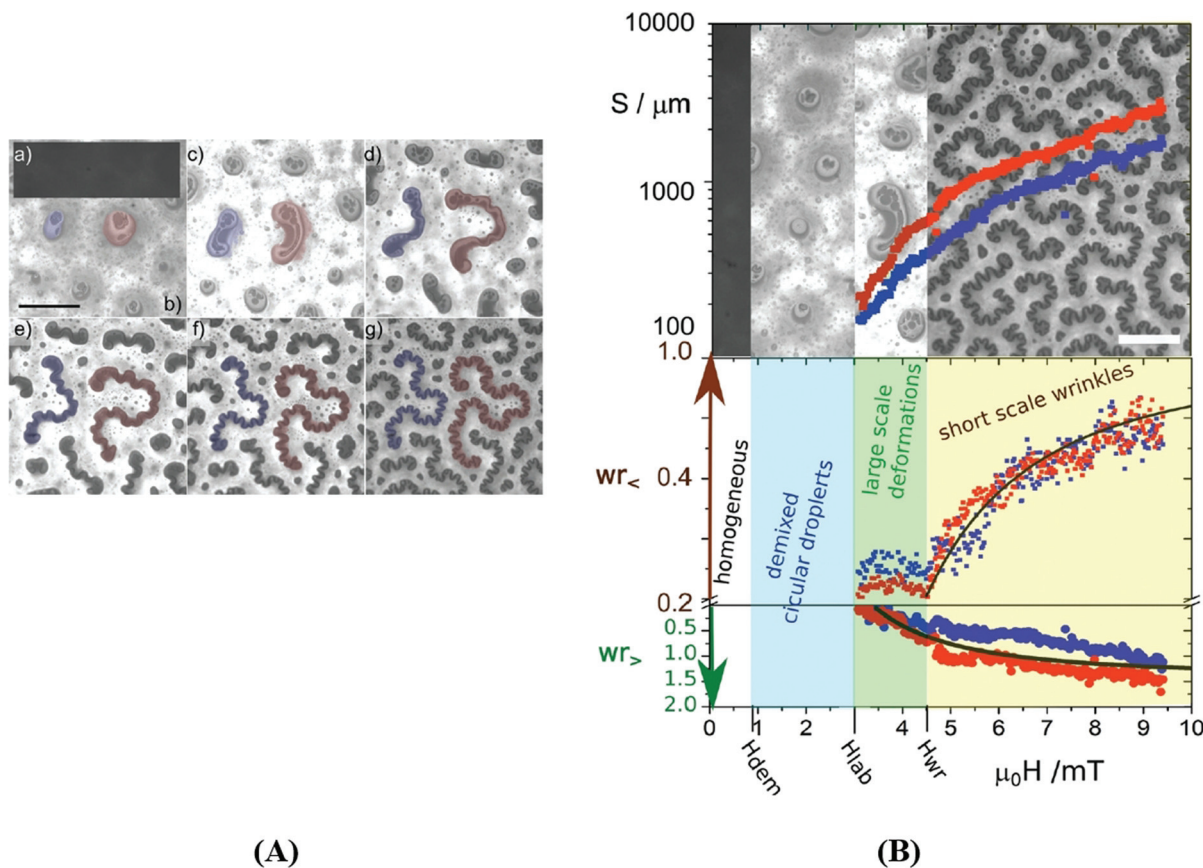 a)
b)
c)
d)
e)
f)
g)
(A)
10000
S / μm
1000
100
1.0
wr<
0.4
0.2
wr>
0.5
1.0
1.5
2.0
homogeneous
demixed
cicular droplerts
large scale
deformations
short scale wrinkles
0 1 2 3 4 5 6 7 8 9 10
Hdem
Hlab
Hwr
μ0H /mT
(B)